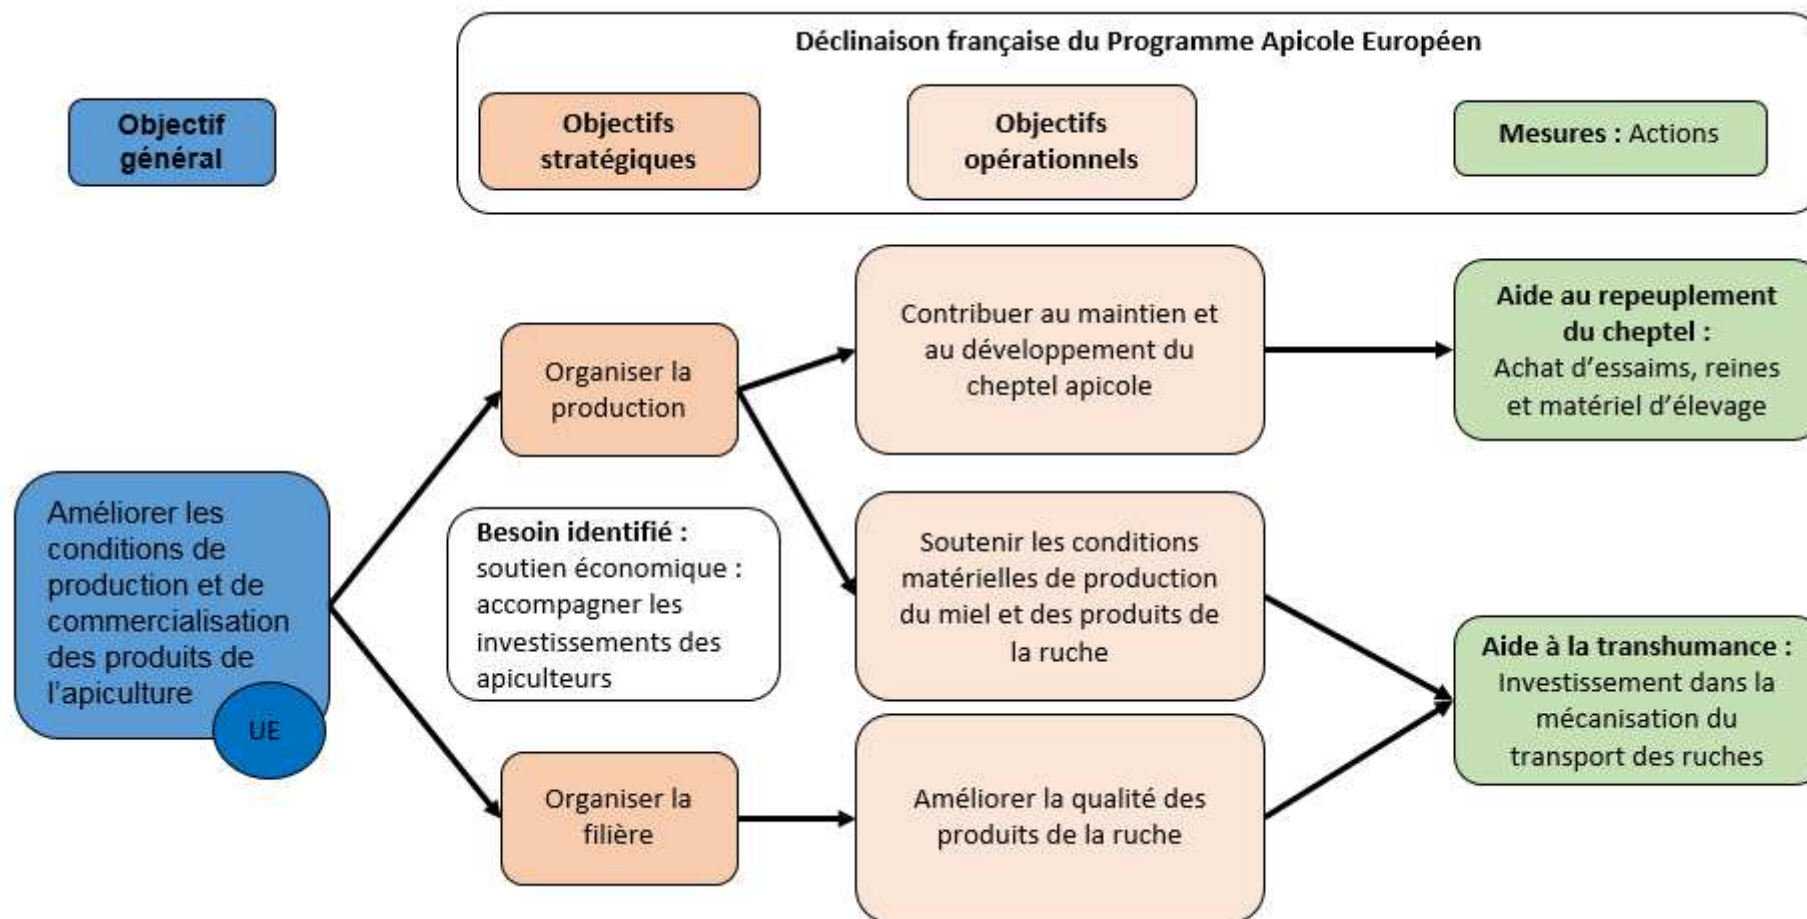 Déclinaison française du Programme Apicole Européen
Objectif
général
Objectifs
stratégiques
Objectifs
opérationnels
Mesures : Actions
Améliorer les
conditions de
production et de
commercialisation
des produits de
l'apiculture
UE
Organiser la
production
Besoin identifié :
soutien économique :
accompagner les
investissements des
apiculteurs
Organiser la
filière
Contribuer au maintien et
au développement du
cheptel apicole
Soutenir les conditions
matérielles de production
du miel et des produits de
la ruche
Améliorer la qualité des
produits de la ruche
Aide au repeuplement
du cheptel :
Achat d'essaims, reines
et matériel d'élevage
Aide à la transhumance :
Investissement dans la
mécanisation du
transport des ruches